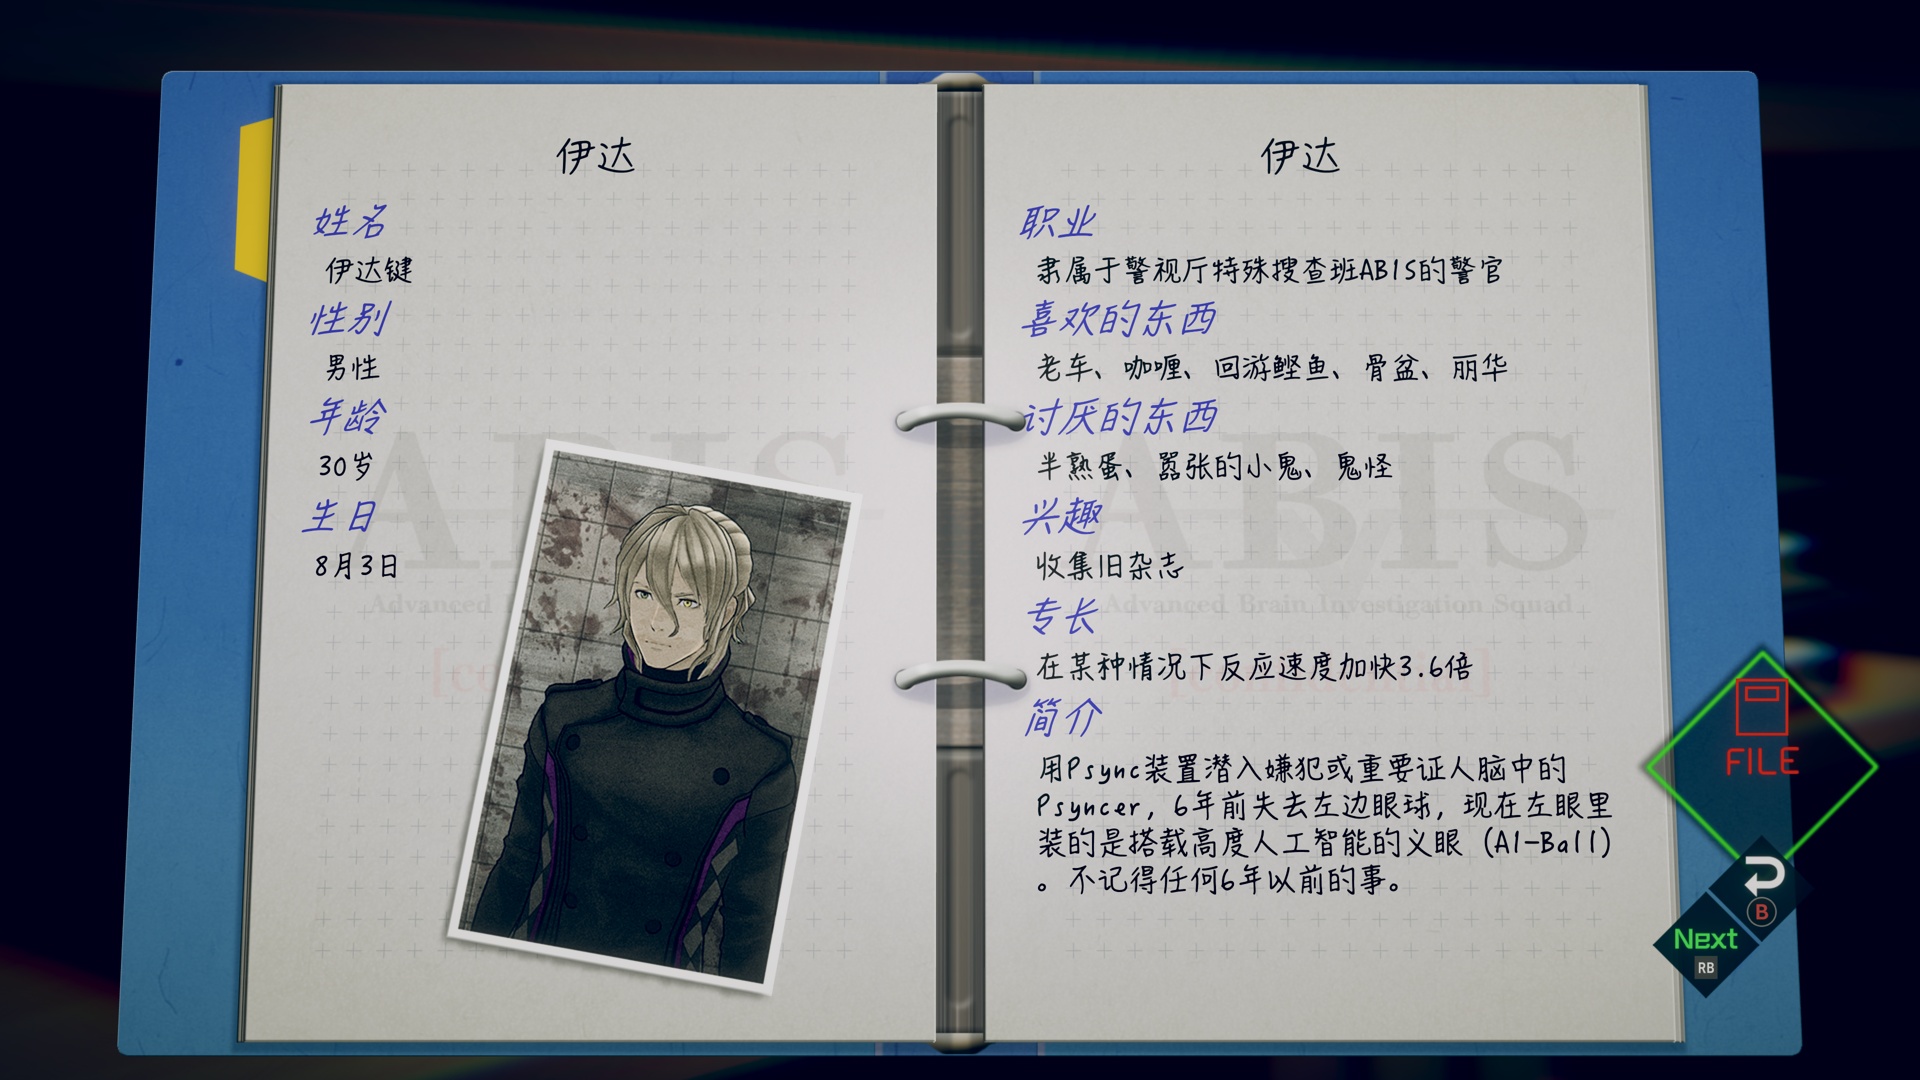 伊达
姓名
伊达键
性别
男性
年龄
30岁
生日
8月3日
伊达
职业
隶属于警视厅特殊搜查班ABIS的警官
喜欢的东西
老车、咖喱、回游鲣鱼、骨盆、丽华
讨厌的东西
半熟蛋、嚣张的小鬼、鬼怪
兴趣
收集旧杂志
专长
在某种情况下反应速度加快3.6倍
简介
用Psync装置潜入嫌犯或重要证人脑中的
Psyncer，6年前失去左边眼球，现在左眼里
装的是搭载高度人工智能的义眼（AI-Ball）
。不记得任何6年以前的事。
ABIS
Advanced Brain Investigation Squad
FILE
B
Next
RB